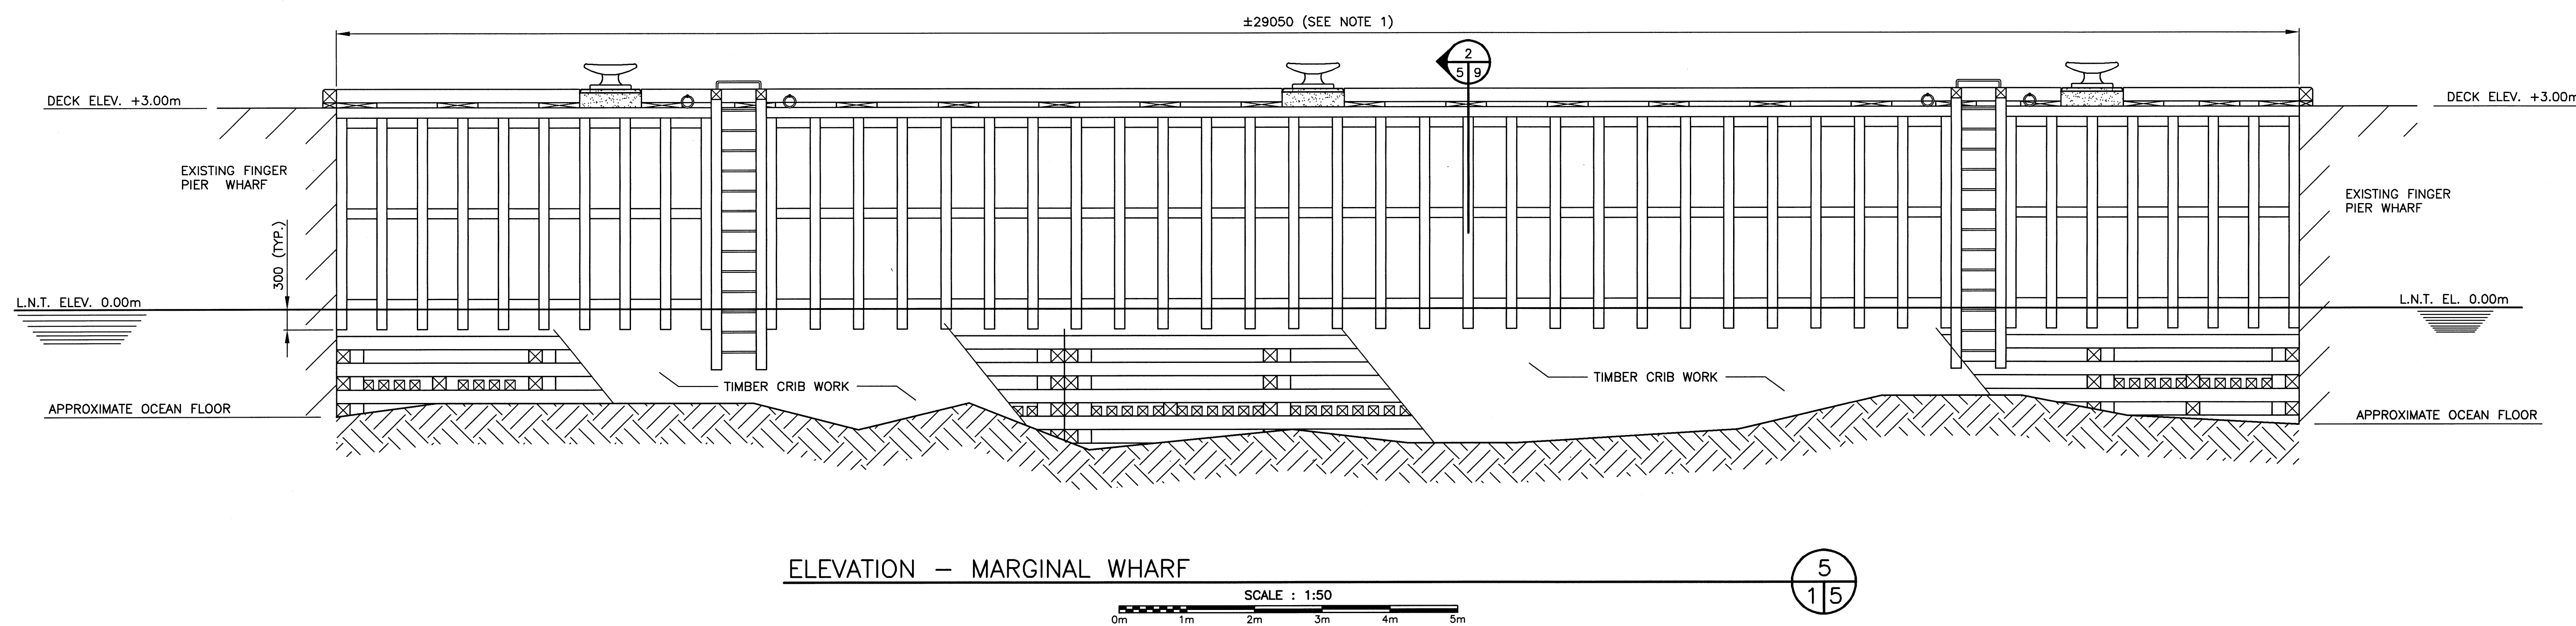 ±29050 (SEE NOTE 1)
2
5 9
DECK ELEV. +3.00m
DECK ELEV. +3.00m
EXISTING FINGER
PIER WHARF
EXISTING FINGER
PIER WHARF
300 (TYP.)
L.N.T. ELEV. 0.00m
L.N.T. EL. 0.00m
TIMBER CRIB WORK
TIMBER CRIB WORK
APPROXIMATE OCEAN FLOOR
APPROXIMATE OCEAN FLOOR
ELEVATION – MARGINAL WHARF
5
1 5
SCALE : 1:50
0m 1m 2m 3m 4m 5m